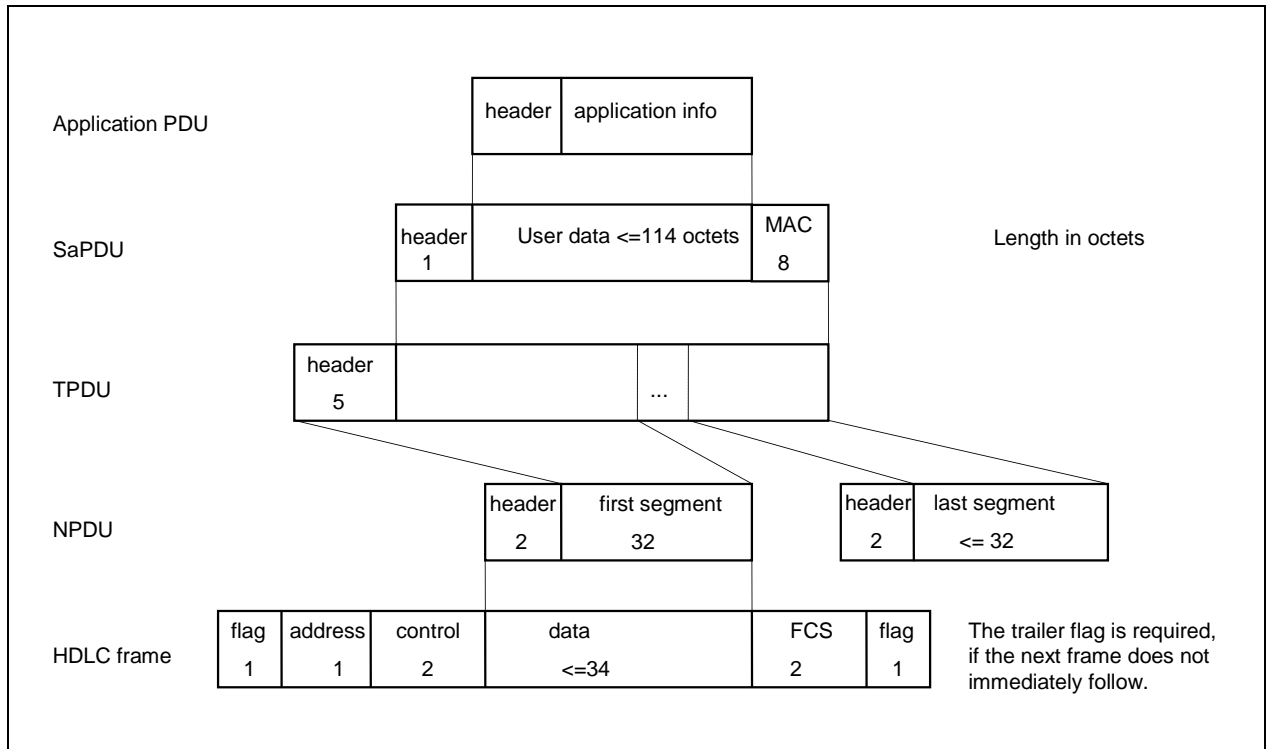 Application PDU
header
application info
SaPDU
header
1
User data <=114 octets
MAC
8
Length in octets
TPDU
header
5
...
NPDU
header
2
first segment
32
header
2
last segment
<= 32
HDLC frame
flag
1
address
1
control
2
data
<=34
FCS
2
flag
1
The trailer flag is required,
if the next frame does not
immediately follow.